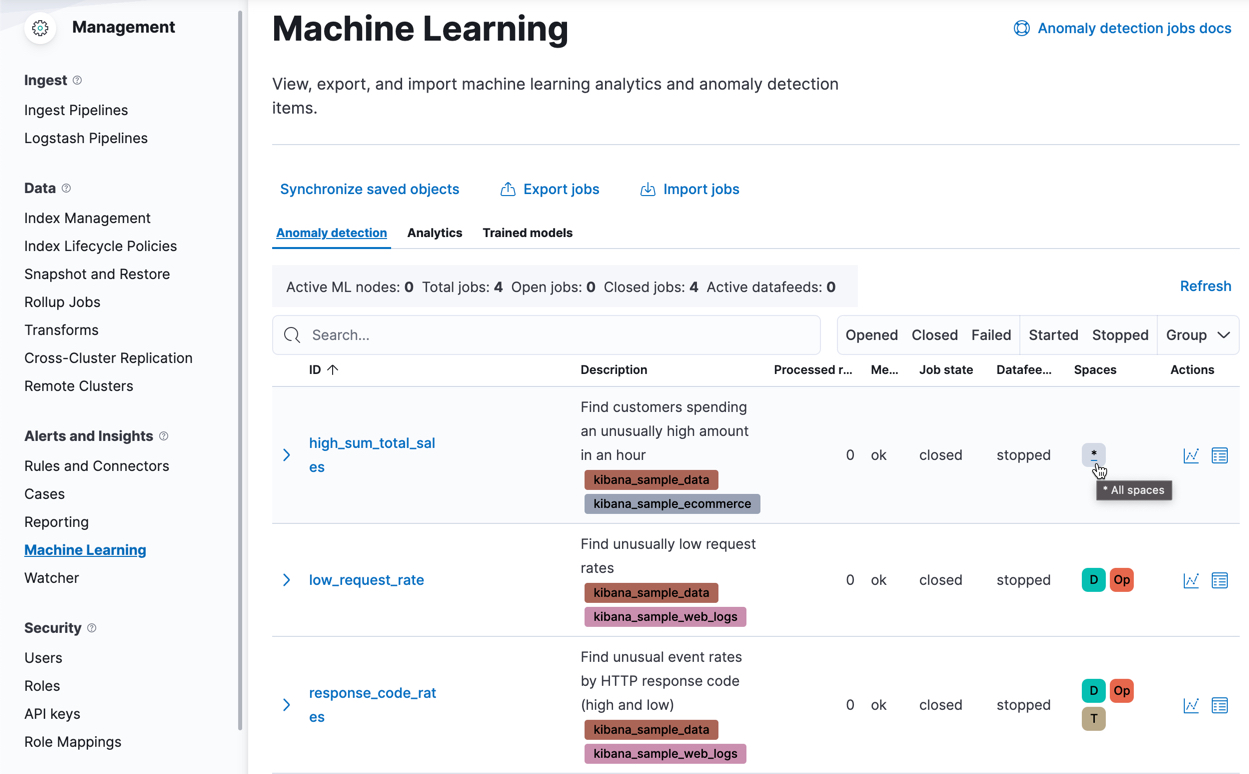 Management
Ingest
Ingest Pipelines
Logstash Pipelines
Data
Index Management
Index Lifecycle Policies
Snapshot and Restore
Rollup Jobs
Transforms
Cross-Cluster Replication
Remote Clusters
Alerts and Insights
Rules and Connectors
Cases
Reporting
Machine Learning
Watcher
Security
Users
Roles
API keys
Role Mappings
Machine Learning
Anomaly detection jobs docs
View, export, and import machine learning analytics and anomaly detection
items.
Synchronize saved objects Export jobs Import jobs
Anomaly detection Analytics Trained models
Active ML nodes: 0 Total jobs: 4 Open jobs: 0 Closed jobs: 4 Active datafeeds: 0
Refresh
Search...
Opened Closed Failed Started Stopped Group
ID Description Processed r... Me... Job state Datafee... Spaces Actions
high_sum_total_sal
es
Find customers spending
an unusually high amount
in an hour
kibana_sample_data
kibana_sample_ecommerce
0 ok closed stopped *
* All spaces
low_request_rate
Find unusually low request
rates
kibana_sample_data
kibana_sample_web_logs
0 ok closed stopped D Op
response_code_rat
es
Find unusual event rates
by HTTP response code
(high and low)
kibana_sample_data
kibana_sample_web_logs
0 ok closed stopped D Op
T